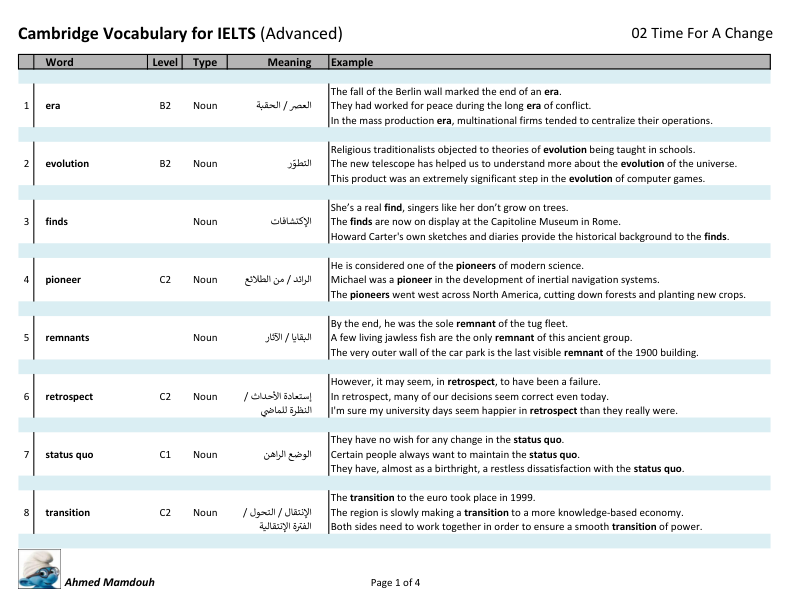 Cambridge Vocabulary for IELTS (Advanced)
02 Time For A Change
Word Level Type Meaning Example
The fall of the Berlin wall marked the end of an era.
1 era B2 Noun العصر / الحقبة They had worked for peace during the long era of conflict.
In the mass production era, multinational firms tended to centralize their operations.
Religious traditionalists objected to theories of evolution being taught in schools.
2 evolution B2 Noun التطوّر The new telescope has helped us to understand more about the evolution of the universe.
This product was an extremely significant step in the evolution of computer games.
She's a real find, singers like her don't grow on trees.
3 finds Noun الإكتشافات The finds are now on display at the Capitoline Museum in Rome.
Howard Carter's own sketches and diaries provide the historical background to the finds.
He is considered one of the pioneers of modern science.
4 pioneer C2 Noun الرائد / من الطلائع Michael was a pioneer in the development of inertial navigation systems.
The pioneers went west across North America, cutting down forests and planting new crops.
By the end, he was the sole remnant of the tug fleet.
5 remnants Noun البقايا / الآثار A few living jawless fish are the only remnant of this ancient group.
The very outer wall of the car park is the last visible remnant of the 1900 building.
However, it may seem, in retrospect, to have been a failure.
6 retrospect C2 Noun إستعادة الأحداث / In retrospect, many of our decisions seem correct even today.
النظرة للماضي I'm sure my university days seem happier in retrospect than they really were.
They have no wish for any change in the status quo.
7 status quo C1 Noun الوضع الراهن Certain people always want to maintain the status quo.
They have, almost as a birthright, a restless dissatisfaction with the status quo.
The transition to the euro took place in 1999.
8 transition C2 Noun الإنتقال / التحول / The region is slowly making a transition to a more knowledge-based economy.
الفترة الإنتقالية Both sides need to work together in order to ensure a smooth transition of power.
Ahmed Mamdouh
Page 1 of 4